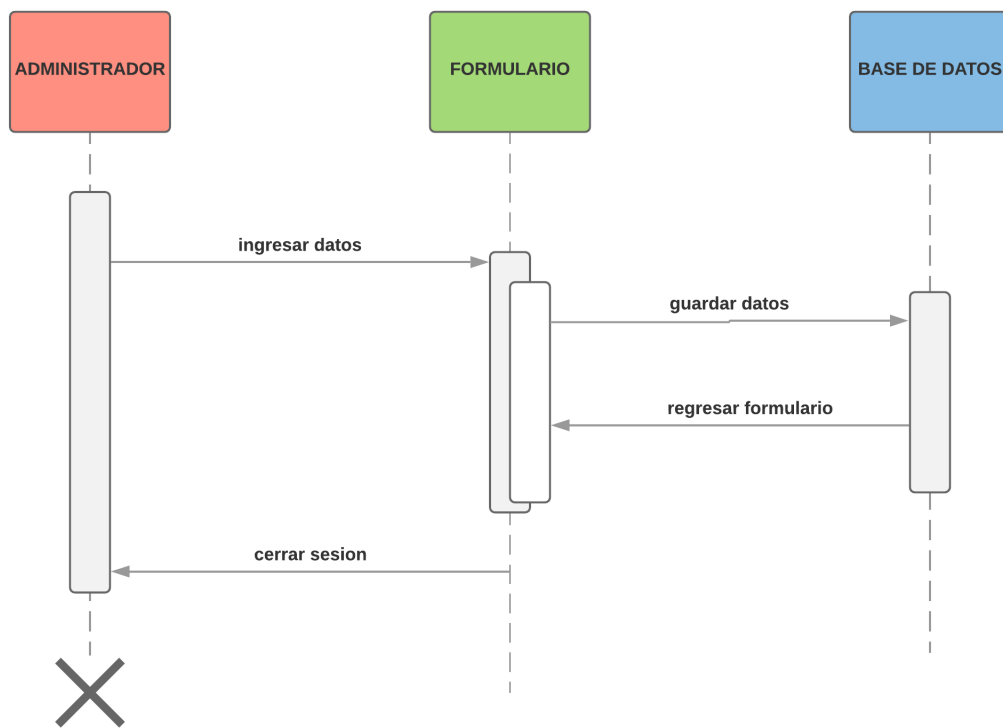 ADMINISTRADOR
FORMULARIO
BASE DE DATOS
ingresar datos
guardar datos
regresar formulario
cerrar sesion